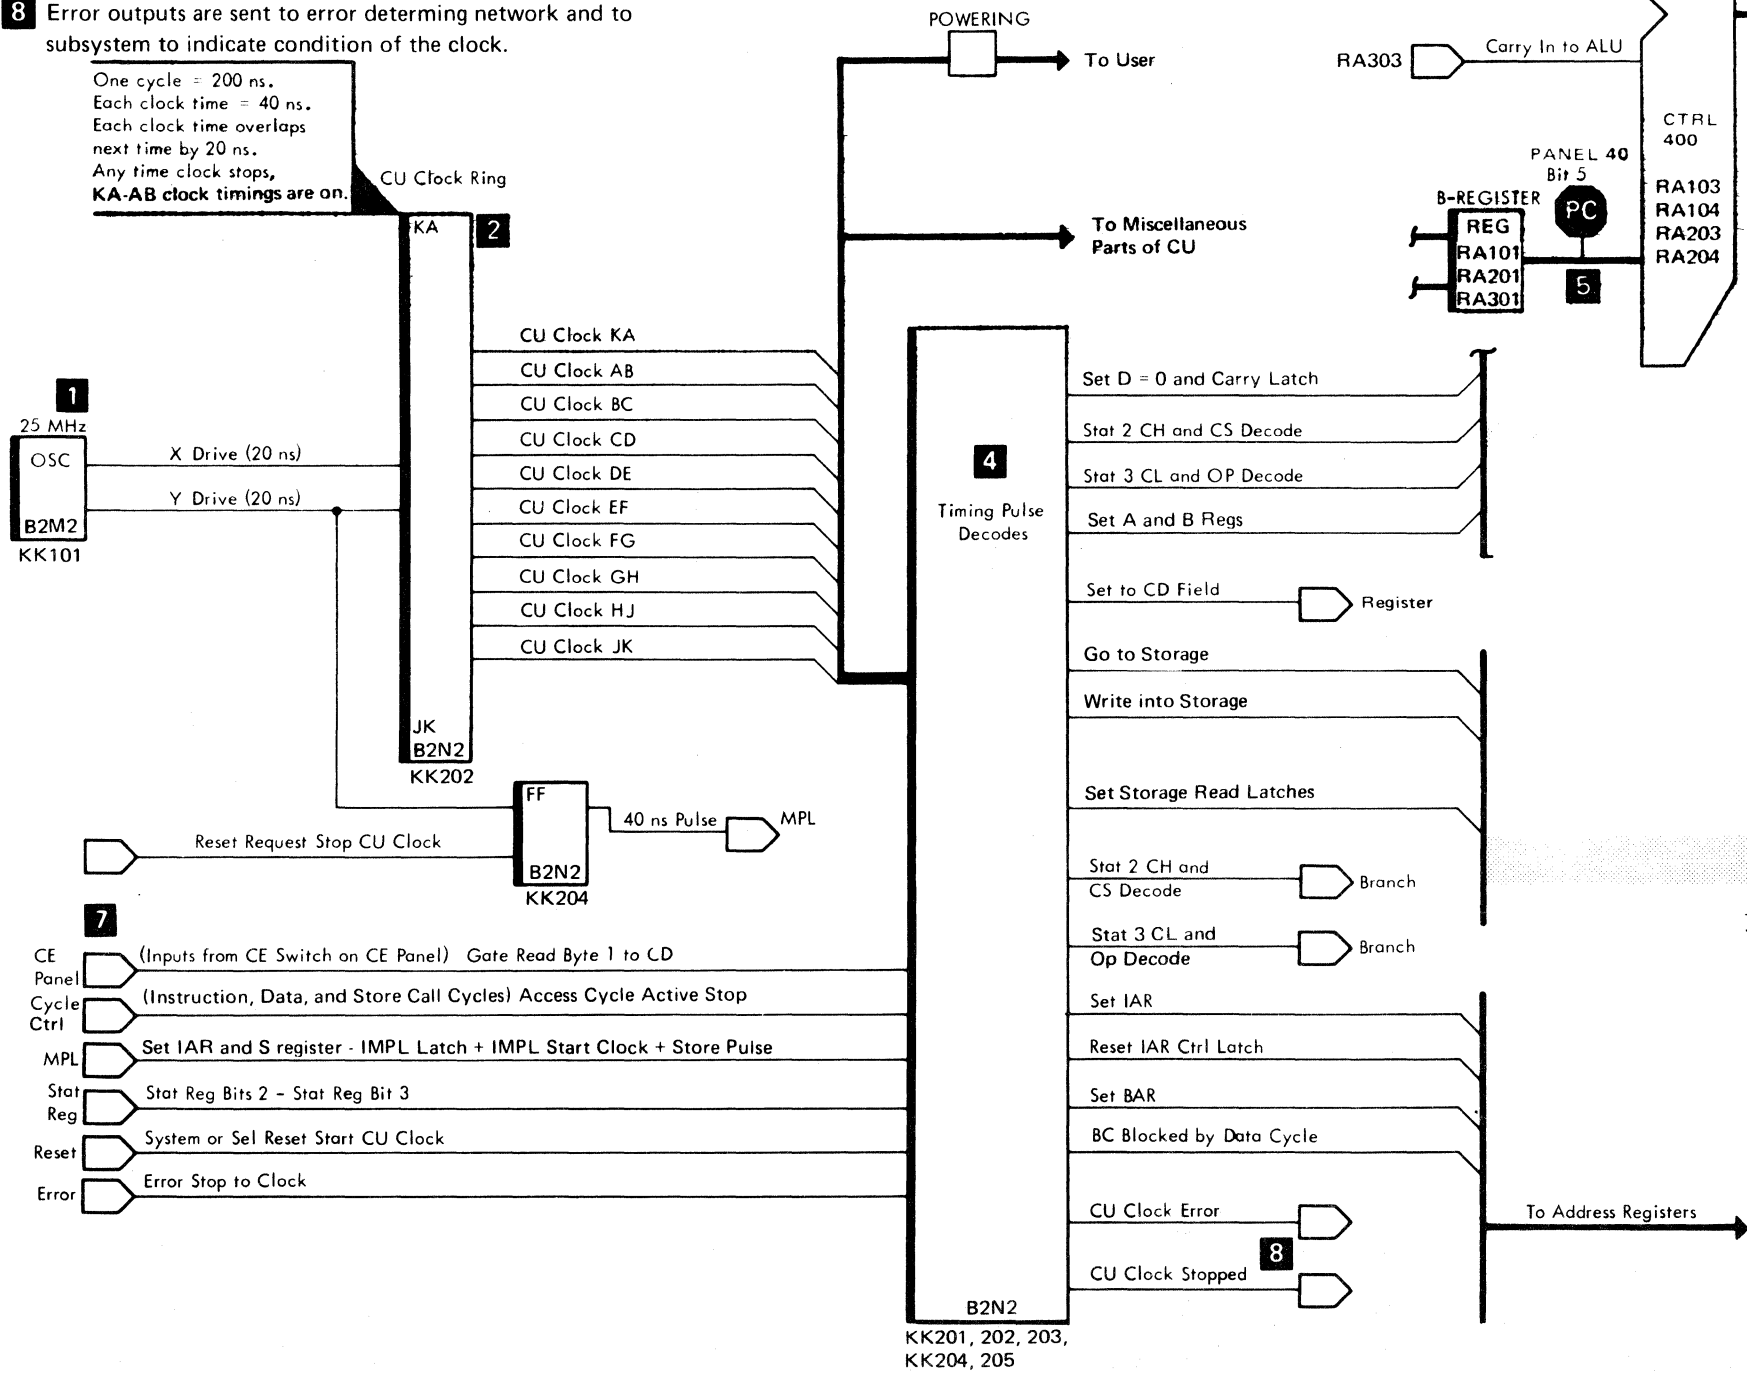 8 Error outputs are sent to error determing network and to
subsystem to indicate condition of the clock.
One cycle = 200 ns.
Each clock time = 40 ns.
Each clock time overlaps
next time by 20 ns.
Any time clock stops,
KA-AB clock timings are on.
CU Clock Ring
KA
2
JK
B2N2
KK202
1
25 MHz
OSC
B2M2
KK101
X Drive (20 ns)
Y Drive (20 ns)
CU Clock KA
CU Clock AB
CU Clock BC
CU Clock CD
CU Clock DE
CU Clock EF
CU Clock FG
CU Clock GH
CU Clock HJ
CU Clock JK
POWERING
To User
To Miscellaneous
Parts of CU
RA303
Carry In to ALU
CTRL
400
RA103
RA104
RA203
RA204
PANEL 40
Bit 5
PC
5
B-REGISTER
REG
RA101
RA201
RA301
FF
B2N2
KK204
40 ns Pulse
MPL
Reset Request Stop CU Clock
7
CE
Panel
(Inputs from CE Switch on CE Panel) Gate Read Byte 1 to CD
Cycle
Ctrl
(Instruction, Data, and Store Call Cycles) Access Cycle Active Stop
MPL
Set IAR and S register - IMPL Latch + IMPL Start Clock + Store Pulse
Stat
Reg
Stat Reg Bits 2 - Stat Reg Bit 3
Reset
System or Sel Reset Start CU Clock
Error
Error Stop to Clock
4
Timing Pulse
Decodes
B2N2
KK201, 202, 203,
KK204, 205
Set D = 0 and Carry Latch
Stat 2 CH and CS Decode
Stat 3 CL and OP Decode
Set A and B Regs
Set to CD Field
Register
Go to Storage
Write into Storage
Set Storage Read Latches
Stat 2 CH and
CS Decode
Branch
Stat 3 CL and
Op Decode
Branch
Set IAR
Reset IAR Ctrl Latch
Set BAR
BC Blocked by Data Cycle
CU Clock Error
8
CU Clock Stopped
To Address Registers